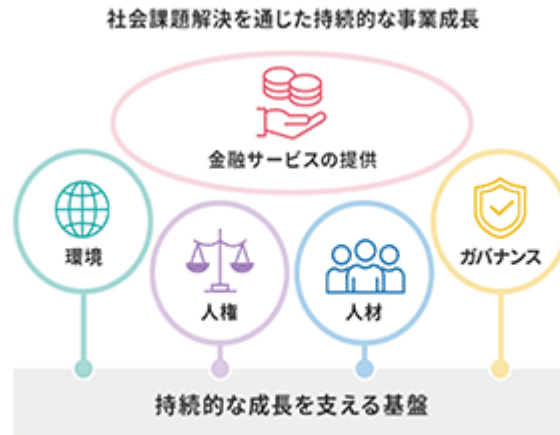 社会課題解決を通じた持続的な事業成長
金融サービスの提供
環境
人権
人材
ガバナンス
持続的な成長を支える基盤